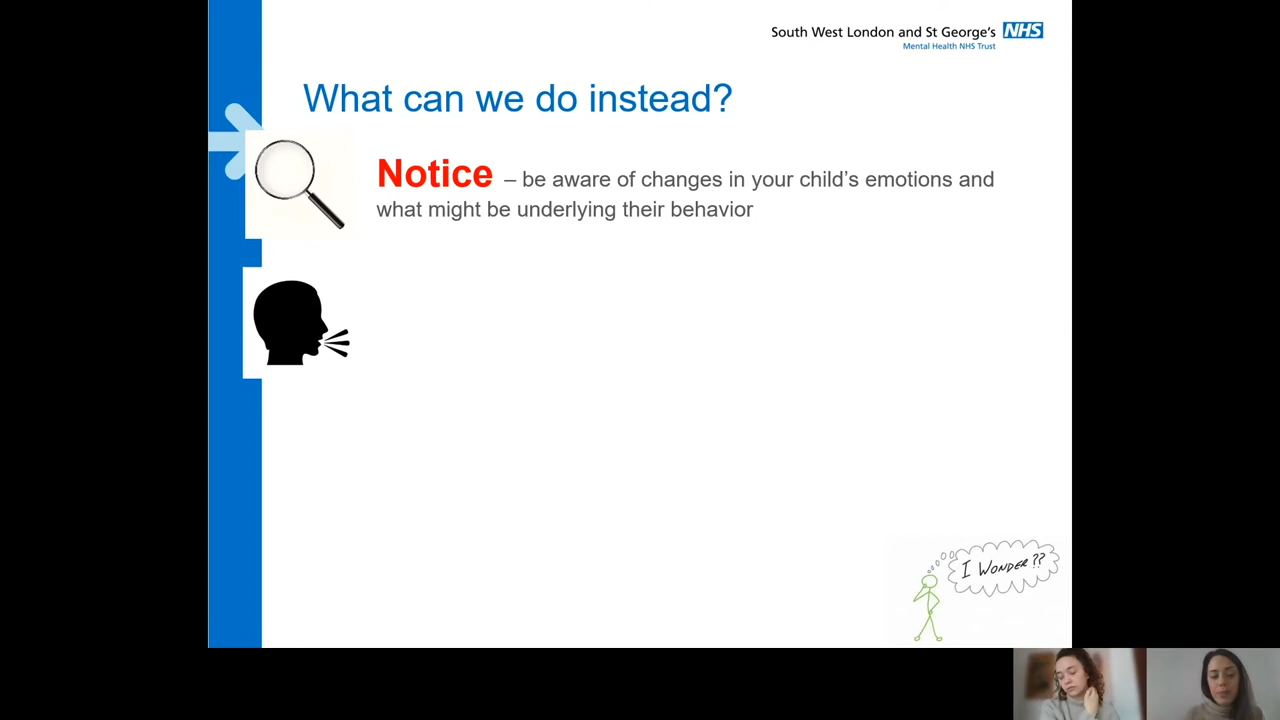 South West London and St George's NHS
Mental Health NHS Trust
What can we do instead?
Notice – be aware of changes in your child's emotions and
what might be underlying their behavior
I WONDER??